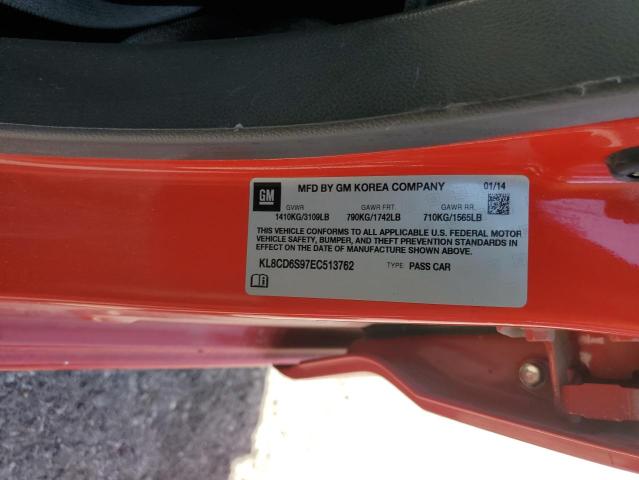 GM MFD BY GM KOREA COMPANY 01/14
GVWR GAWR FRT. GAWR RR.
1410KG/3109LB 790KG/1742LB 710KG/1565LB
THIS VEHICLE CONFORMS TO ALL APPLICABLE U.S. FEDERAL MOTOR
VEHICLE SAFETY, BUMPER, AND THEFT PREVENTION STANDARDS IN
EFFECT ON THE DATE OF MANUFACTURE SHOWN ABOVE.
KL8CD6S97EC513762 TYPE: PASS CAR